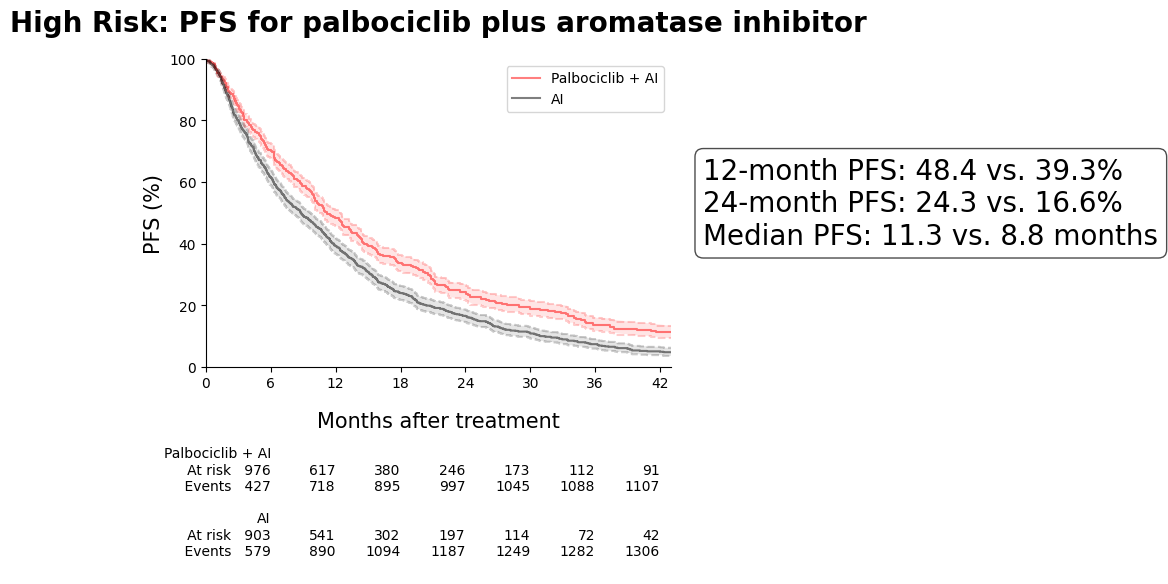 High Risk: PFS for palbociclib plus aromatase inhibitor
100
80
60
40
20
0
PFS (%)
Palbociclib + AI
AI
0 6 12 18 24 30 36 42
Months after treatment
12-month PFS: 48.4 vs. 39.3%
24-month PFS: 24.3 vs. 16.6%
Median PFS: 11.3 vs. 8.8 months
Palbociclib + AI
At risk 976 617 380 246 173 112 91
Events 427 718 895 997 1045 1088 1107
AI
At risk 903 541 302 197 114 72 42
Events 579 890 1094 1187 1249 1282 1306